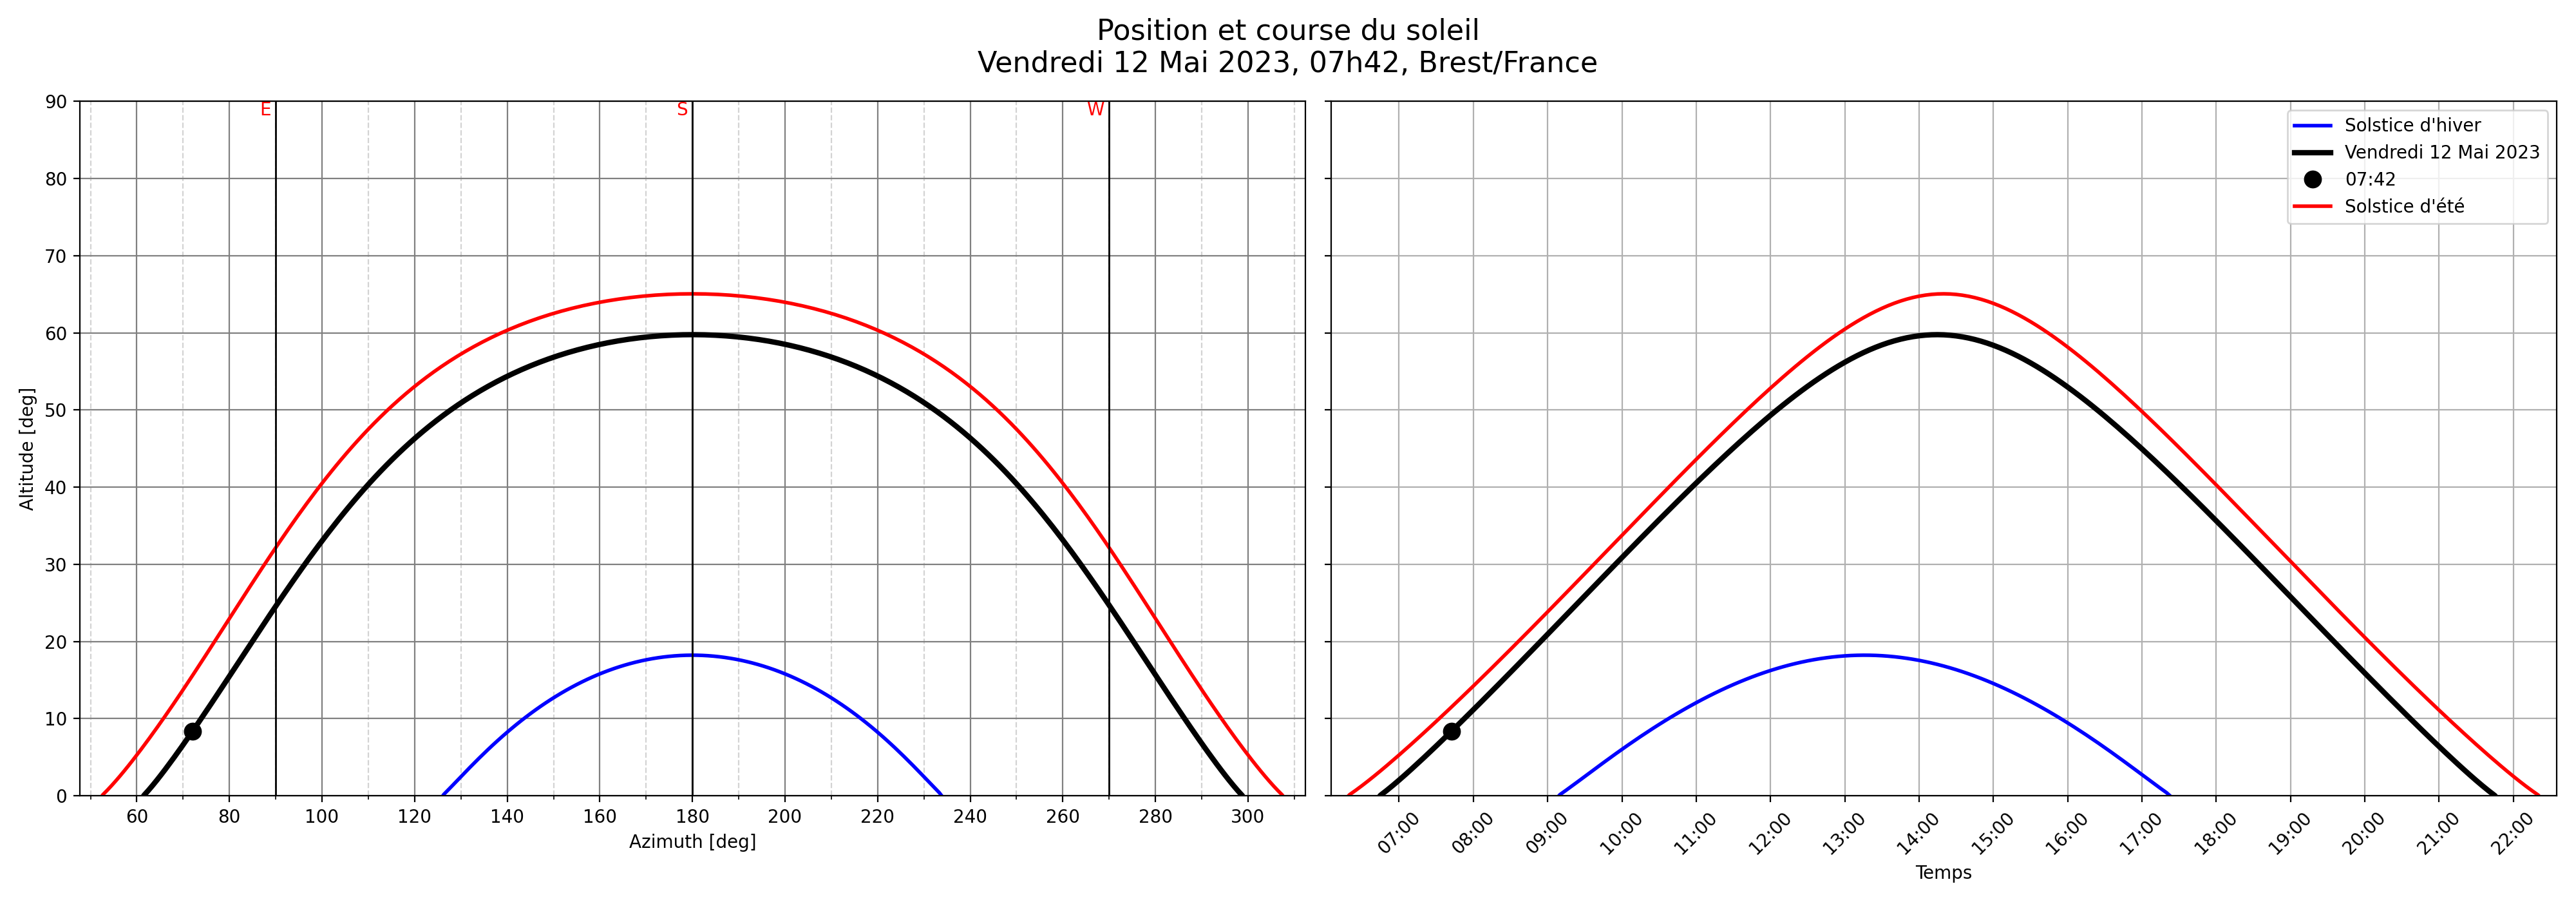 Position et course du soleil
Vendredi 12 Mai 2023, 07h42, Brest/France
E
S
W
90
80
70
60
50
40
30
20
10
0
Altitude [deg]
60 80 100 120 140 160 180 200 220 240 260 280 300
Azimuth [deg]
Solstice d'hiver
Vendredi 12 Mai 2023
07:42
Solstice d'été
07:00 08:00 09:00 10:00 11:00 12:00 13:00 14:00 15:00 16:00 17:00 18:00 19:00 20:00 21:00 22:00
Temps